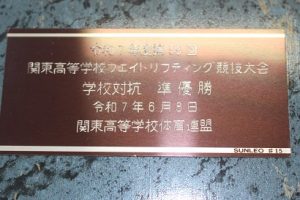 関東高等学校ウエイトリフティング競技大会
学校対抗 準優勝
令和7年6月8日
関東高等学校体育連盟
SUNLEO #15